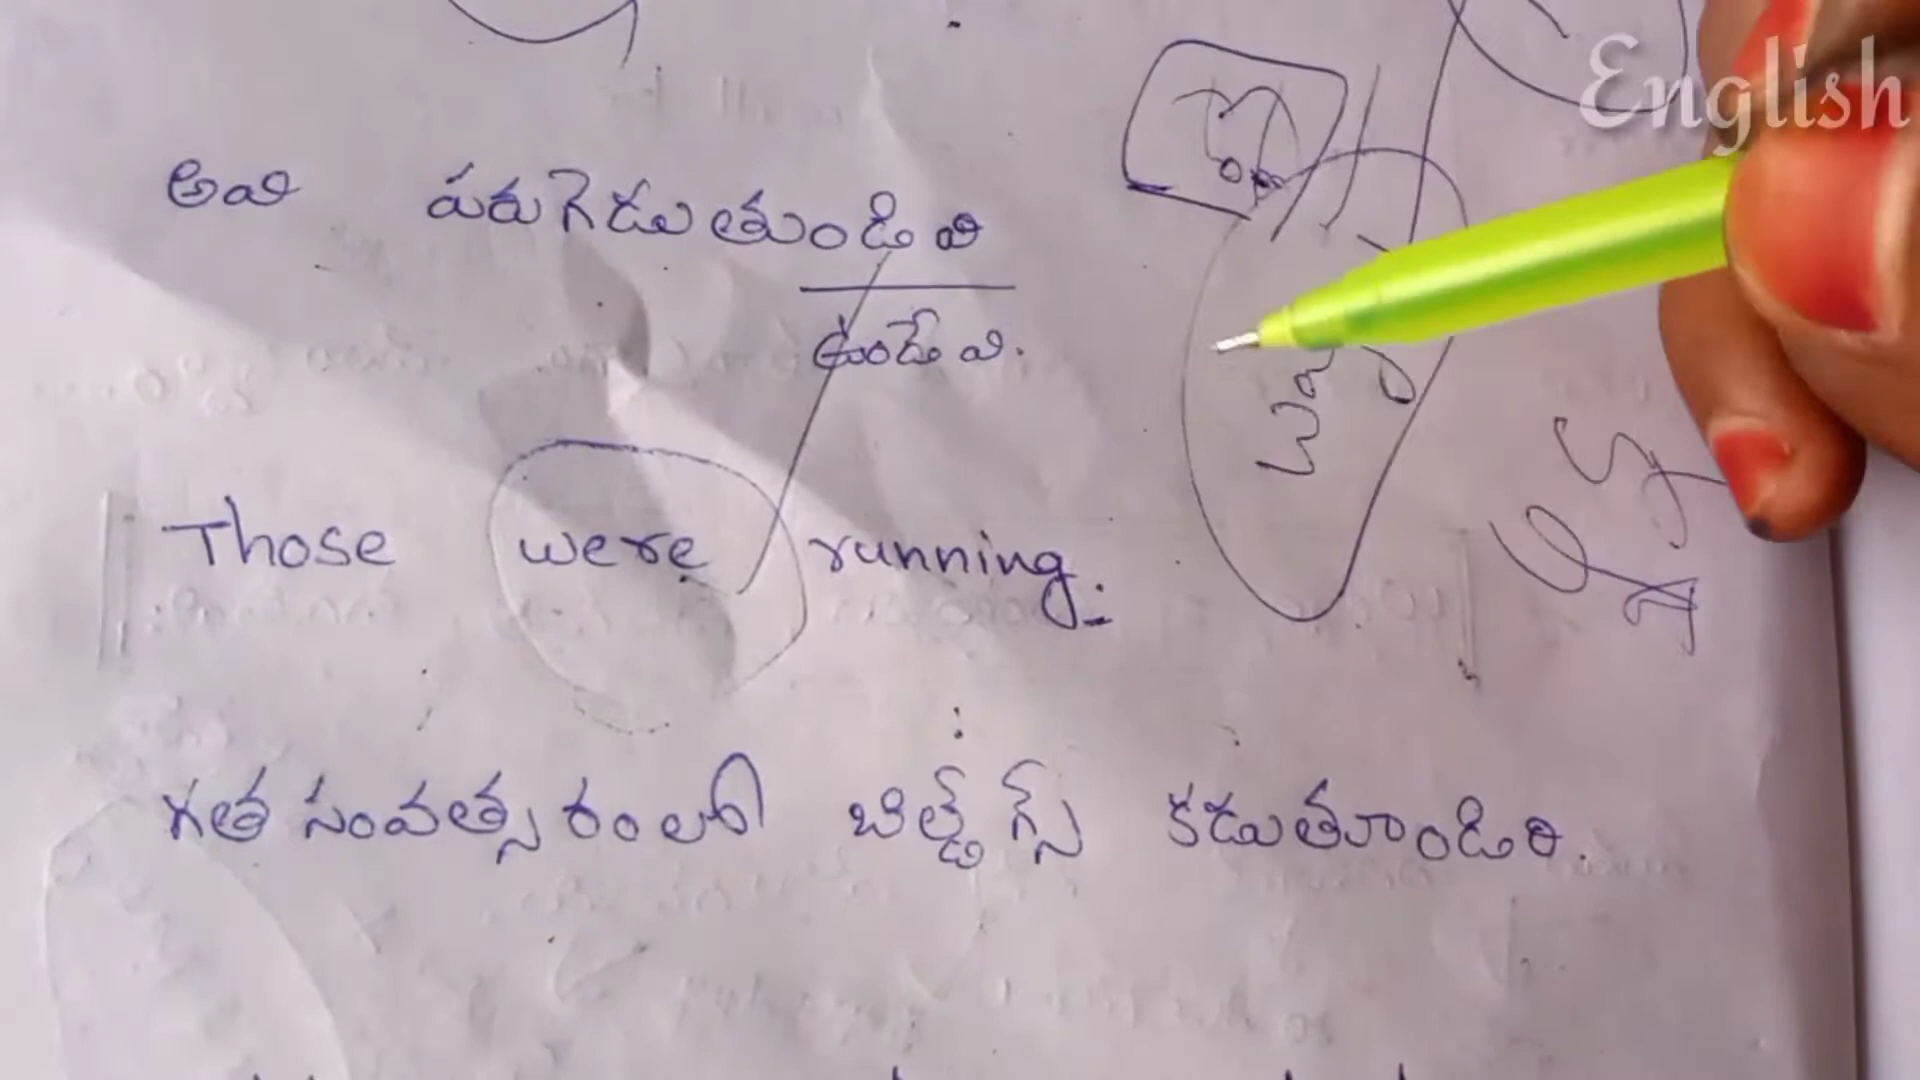 English
అవి పరుగెడుతుండివి
ఉండేవి.
Those were running.
గత సంవత్సరంలో బిల్డింగ్స్ కడుతూండిరి.